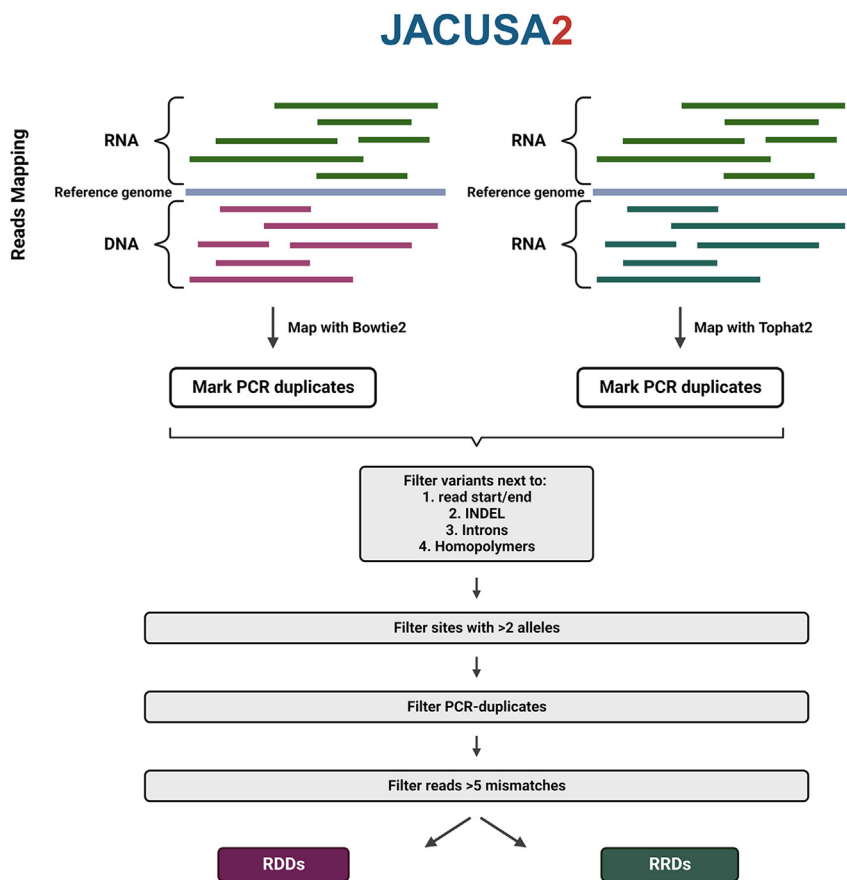 JACUSA2
Reads Mapping
RNA
RNA
Reference genome
Reference genome
DNA
RNA
Map with Bowtie2
Map with Tophat2
Mark PCR duplicates
Mark PCR duplicates
Filter variants next to:
1. read start/end
2. INDEL
3. Introns
4. Homopolymers
Filter sites with >2 alleles
Filter PCR-duplicates
Filter reads >5 mismatches
RDDs
RRDs